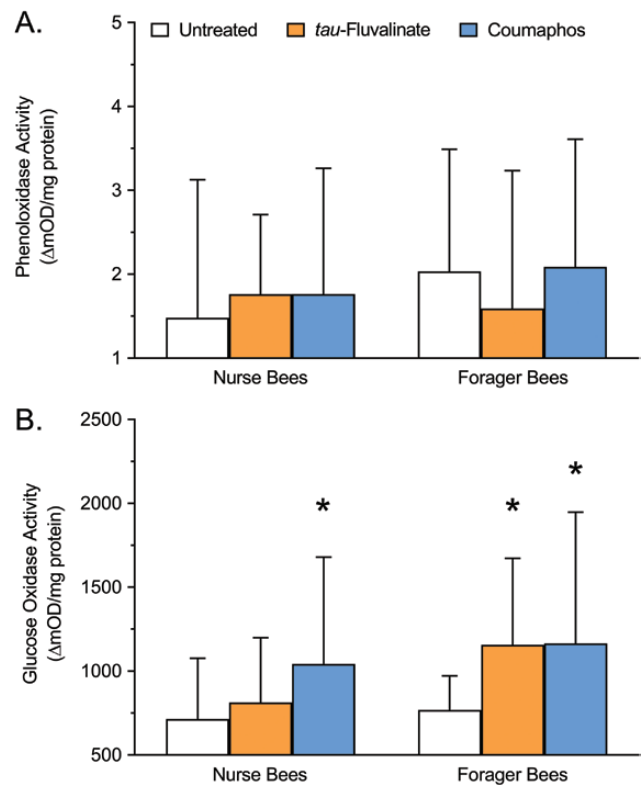 A.
Untreated tau-Fluvalinate Coumaphos
Phenoloxidase Activity
(ΔmOD/mg protein)
5
4
3
2
1
Nurse Bees Forager Bees
B.
Glucose Oxidase Activity
(ΔmOD/mg protein)
2500
2000
1500
1000
500
* * *
Nurse Bees Forager Bees